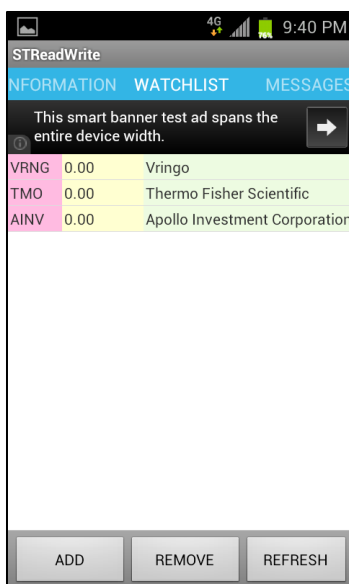 4G 76% 9:40 PM
STReadWrite
NFORMATION WATCHLIST MESSAGES
This smart banner test ad spans the
entire device width.
VRNG 0.00 Vringo
TMO 0.00 Thermo Fisher Scientific
AINV 0.00 Apollo Investment Corporation
ADD REMOVE REFRESH